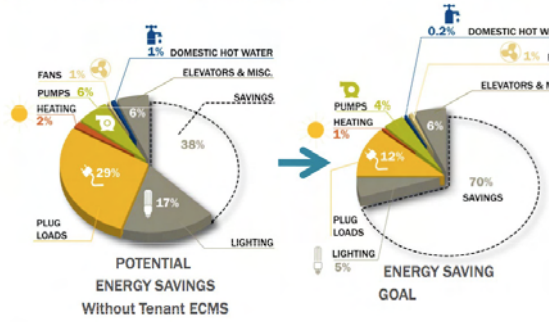 1% DOMESTIC HOT WATER
FANS 1%
ELEVATORS & MISC.
PUMPS 6%
6%
SAVINGS
HEATING
2%
38%
29%
17%
PLUG
LOADS
LIGHTING
POTENTIAL
ENERGY SAVINGS
Without Tenant ECMS
0.2% DOMESTIC HOT W
1%
ELEVATORS & M
PUMPS 4%
6%
HEATING
1%
12%
70%
SAVINGS
PLUG
LOADS
LIGHTING
5%
ENERGY SAVING
GOAL